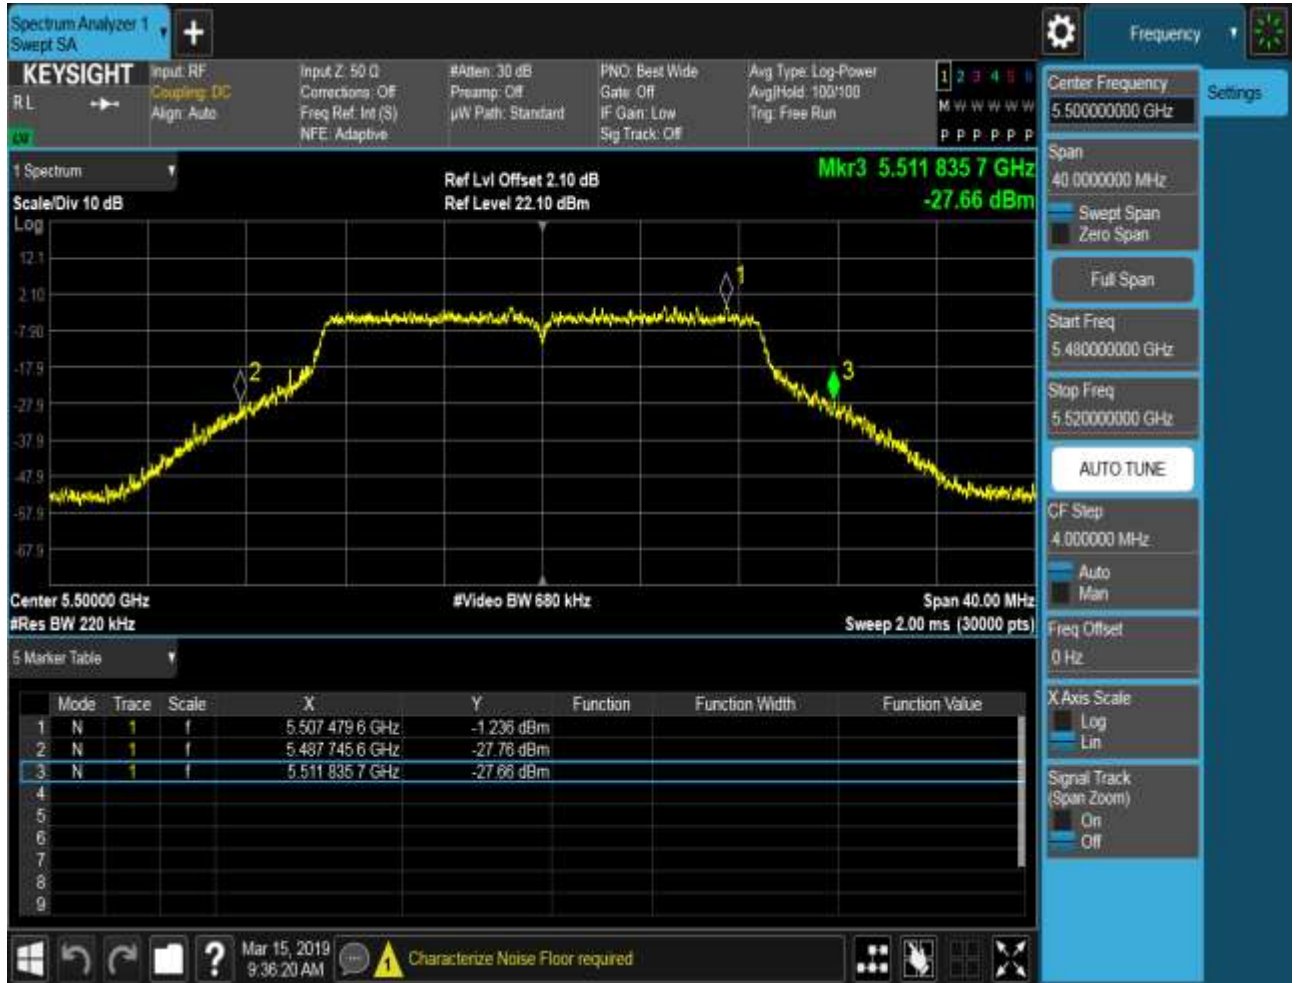 Spectrum Analyzer 1
Swept SA
+
Frequency
KEYSIGHT
RL
Input: RF
Coupling: DC
Align: Auto
Input Z: 50 Ω
Corrections: Off
Freq Ref: Int (S)
NFE: Adaptive
#Atten: 30 dB
Preamp: Off
µW Path: Standard
PNO: Best Wide
Gate: Off
IF Gain: Low
Sig Track: Off
Avg Type: Log-Power
Avg|Hold: 100/100
Trig: Free Run
1 2 3 4 5 6
M W W W W W
P P P P P P
1 Spectrum
Scale/Div 10 dB
Ref Lvl Offset 2.10 dB
Ref Level 22.10 dBm
Mkr3 5.511 835 7 GHz
-27.66 dBm
Log
12.1
2.10
-7.90
-17.9
-27.9
-37.9
-47.9
-57.9
-67.9
1
2
3
Center 5.50000 GHz
#Res BW 220 kHz
#Video BW 680 kHz
Span 40.00 MHz
Sweep 2.00 ms (30000 pts)
5 Marker Table
Mode Trace Scale X Y Function Function Width Function Value
1 N 1 f 5.507 479 6 GHz -1.236 dBm
2 N 1 f 5.487 745 6 GHz -27.76 dBm
3 N 1 f 5.511 835 7 GHz -27.66 dBm
4
5
6
7
8
9
Mar 15, 2019
9:36:20 AM
?
1
Characterize Noise Floor required
Center Frequency
5.500000000 GHz
Settings
Span
40.0000000 MHz
Swept Span
Zero Span
Full Span
Start Freq
5.480000000 GHz
Stop Freq
5.520000000 GHz
AUTO TUNE
CF Step
4.000000 MHz
Auto
Man
Freq Offset
0 Hz
X Axis Scale
Log
Lin
Signal Track
(Span Zoom)
On
Off